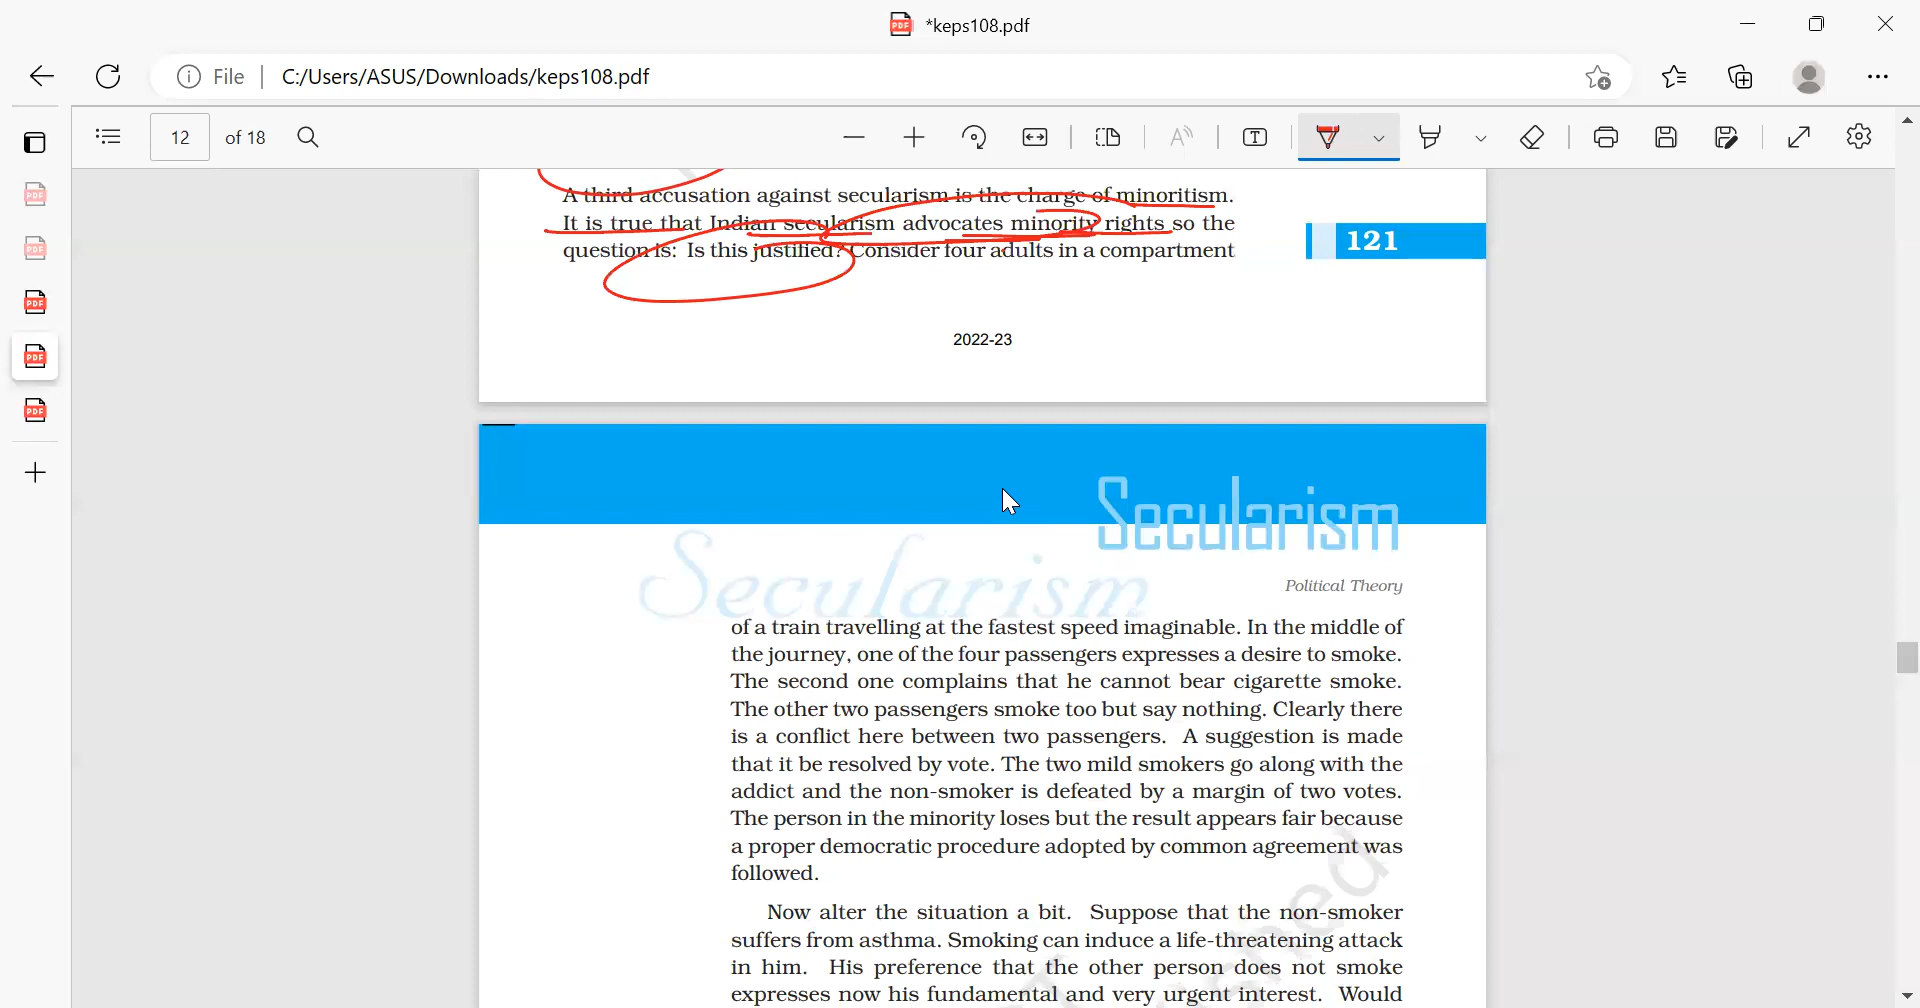 *keps108.pdf
File
C:/Users/ASUS/Downloads/keps108.pdf
12 of 18
A third accusation against secularism is the charge of minoritism.
It is true that Indian secularism advocates minority rights so the
question is: Is this justified? Consider four adults in a compartment
121
2022-23
Secularism
Secularism
Political Theory
of a train travelling at the fastest speed imaginable. In the middle of
the journey, one of the four passengers expresses a desire to smoke.
The second one complains that he cannot bear cigarette smoke.
The other two passengers smoke too but say nothing. Clearly there
is a conflict here between two passengers. A suggestion is made
that it be resolved by vote. The two mild smokers go along with the
addict and the non-smoker is defeated by a margin of two votes.
The person in the minority loses but the result appears fair because
a proper democratic procedure adopted by common agreement was
followed.
Now alter the situation a bit. Suppose that the non-smoker
suffers from asthma. Smoking can induce a life-threatening attack
in him. His preference that the other person does not smoke
expresses now his fundamental and very urgent interest. Would